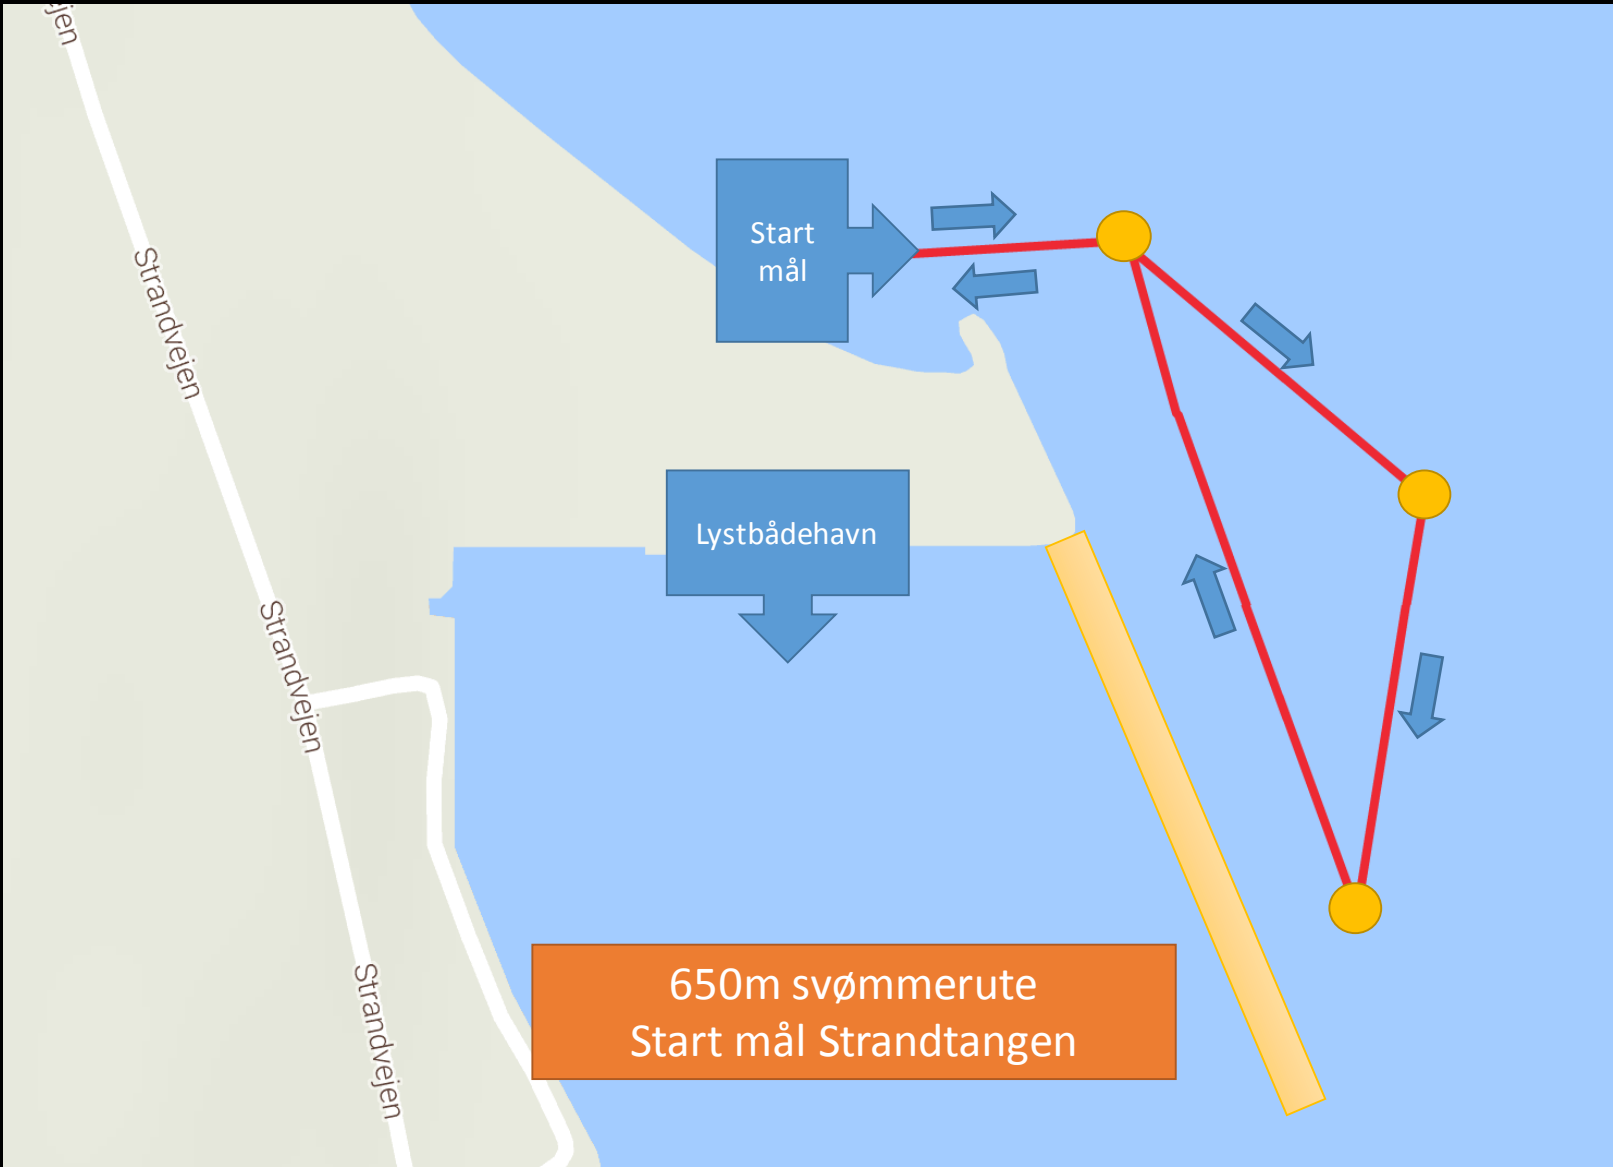 jen
Strandvejen
Start
mål
Lystbådehavn
Strandvejen
Strandvejen
650m svømmerute
Start mål Strandtangen